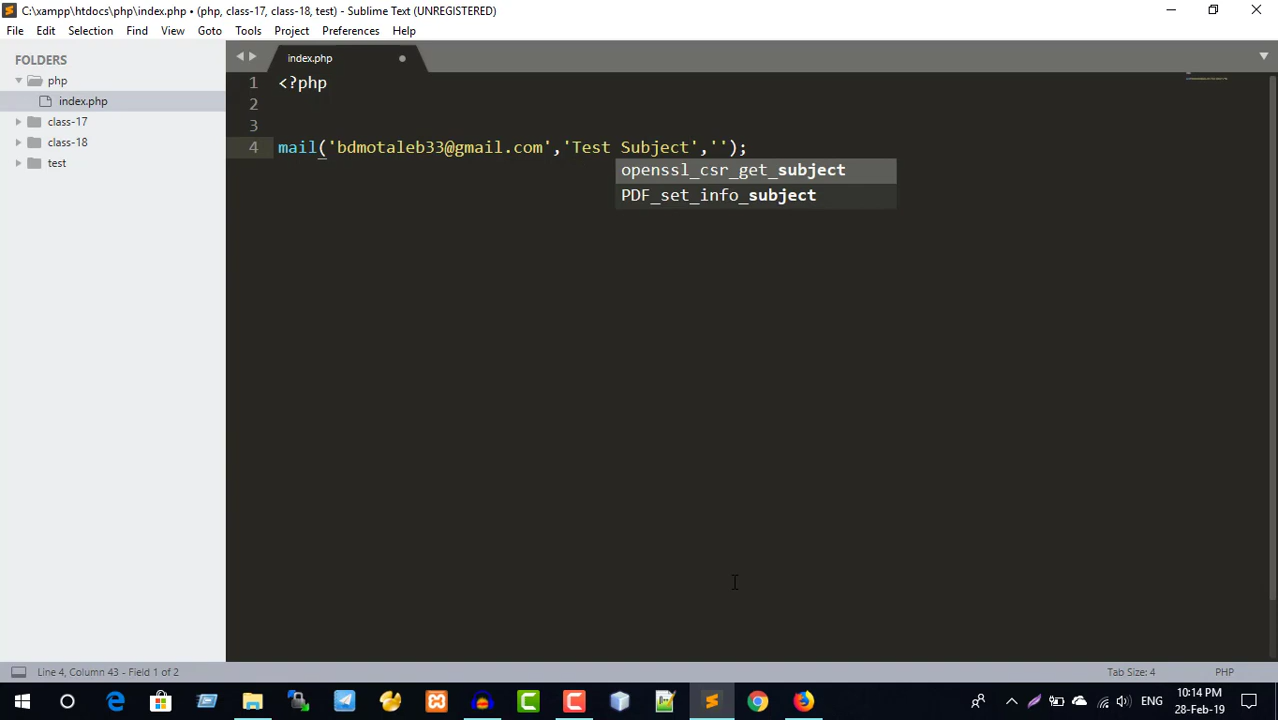 C:\xampp\htdocs\php\index.php • (php, class-17, class-18, test) - Sublime Text (UNREGISTERED)
File Edit Selection Find View Goto Tools Project Preferences Help
FOLDERS
php
index.php
class-17
class-18
test
index.php
1 <?php
2
3
4 mail('bdmotaleb33@gmail.com','Test Subject','');
openssl_csr_get_subject
PDF_set_info_subject
Line 4, Column 43 - Field 1 of 2
Tab Size: 4
PHP
ENG
10:14 PM
28-Feb-19